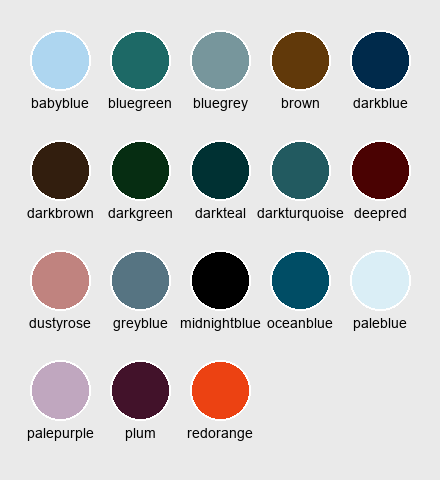 babyblue bluegreen bluegrey brown darkblue
darkbrown darkgreen darkteal darkturquoise deepred
dustyrose greyblue midnightblue oceanblue paleblue
palepurple plum redorange